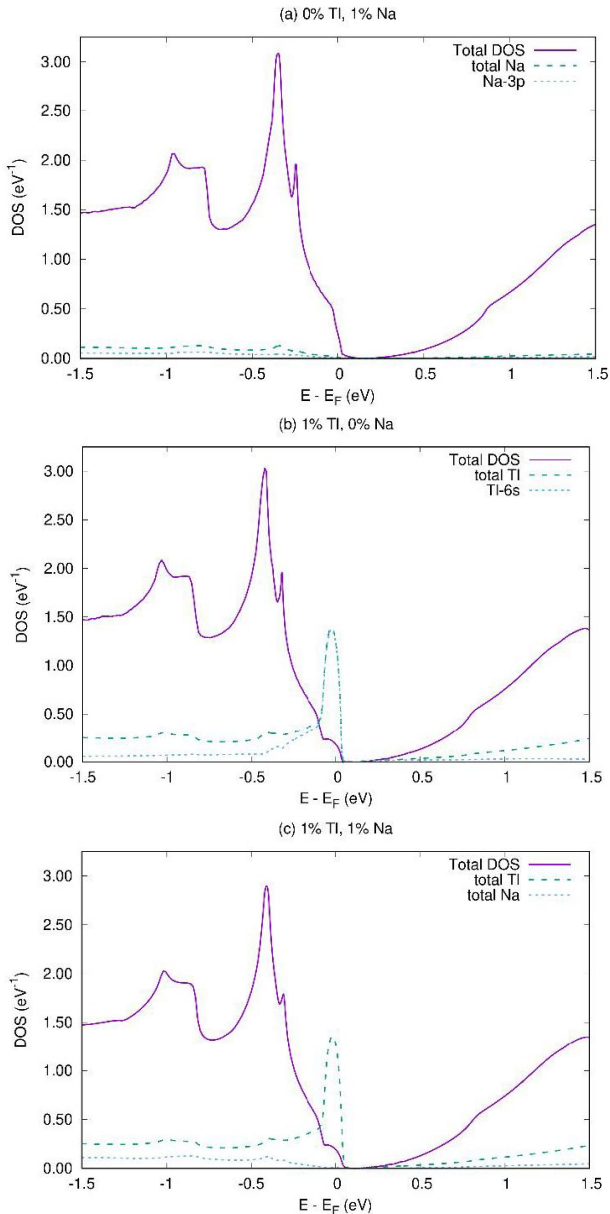 (a) 0% Tl, 1% Na
Total DOS
total Na
Na-3p
3.00
2.50
2.00
1.50
1.00
0.50
0.00
DOS (eV⁻¹)
-1.5 -1 -0.5 0 0.5 1 1.5
E - E_F (eV)
(b) 1% Tl, 0% Na
Total DOS
total Tl
Tl-6s
3.00
2.50
2.00
1.50
1.00
0.50
0.00
DOS (eV⁻¹)
-1.5 -1 -0.5 0 0.5 1 1.5
E - E_F (eV)
(c) 1% Tl, 1% Na
Total DOS
total Tl
total Na
3.00
2.50
2.00
1.50
1.00
0.50
0.00
DOS (eV⁻¹)
-1.5 -1 -0.5 0 0.5 1 1.5
E - E_F (eV)